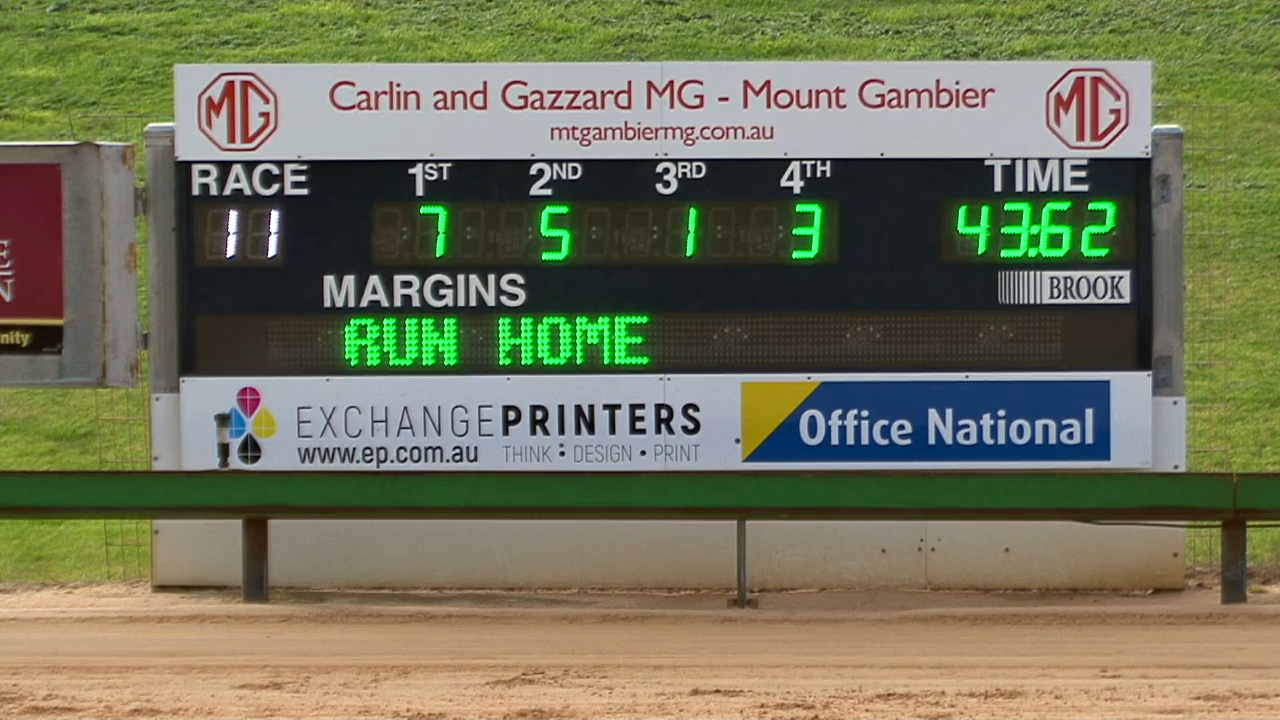 MG Carlin and Gazzard MG - Mount Gambier MG
mtgambiermg.com.au
RACE 1ST 2ND 3RD 4TH TIME
11 7 5 1 3 43:62
MARGINS BROOK
RUN HOME
EXCHANGEPRINTERS Office National
www.ep.com.au THINK : DESIGN • PRINT
E
N
nity